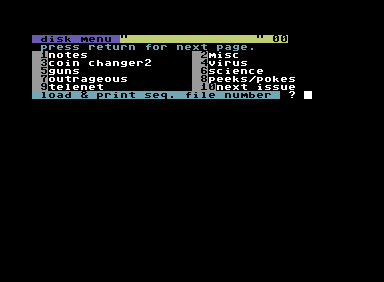 disk menu " " 00
press return for next page.
1notes 2Misc
3coin changer2 4virus
5guns 6science
7outrageous 8peeks/pokes
9telenet 10next issue
load & print seq. file number ?